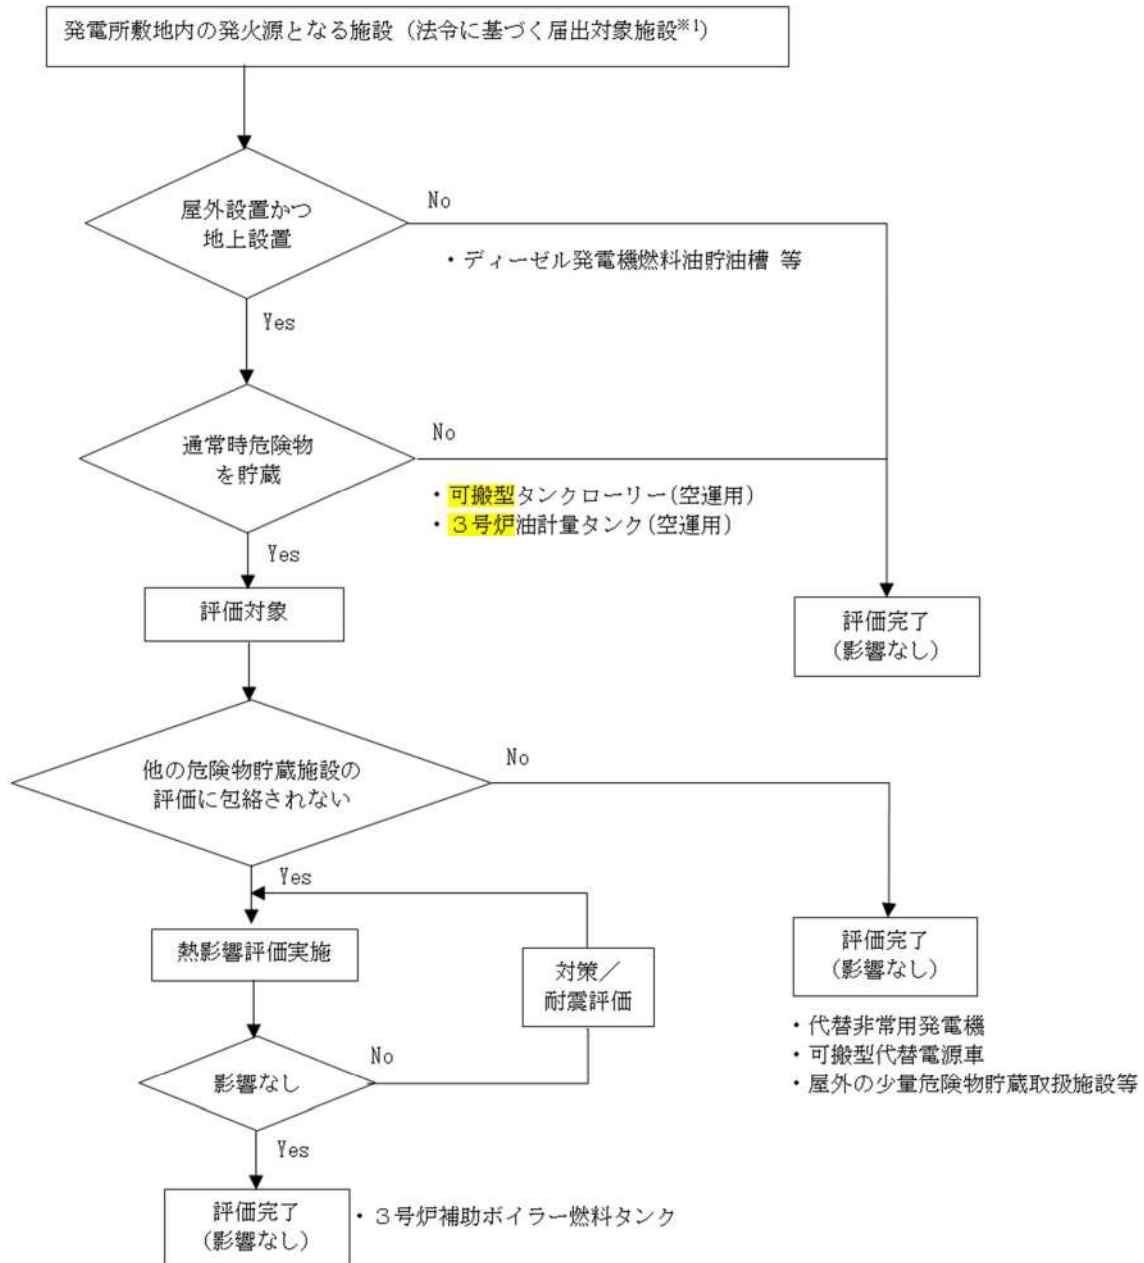 発電所敷地内の発火源となる施設（法令に基づく届出対象施設※1）
屋外設置かつ
地上設置
No
・ディーゼル発電機燃料油貯油槽 等
Yes
通常時危険物
を貯蔵
No
・可搬型タンクローリー(空運用)
・３号炉油計量タンク(空運用)
Yes
評価対象
評価完了
(影響なし)
他の危険物貯蔵施設の
評価に包絡されない
No
Yes
熱影響評価実施
対策／
耐震評価
評価完了
(影響なし)
・代替非常用発電機
・可搬型代替電源車
・屋外の少量危険物貯蔵取扱施設等
影響なし
No
Yes
評価完了
(影響なし)
・３号炉補助ボイラー燃料タンク